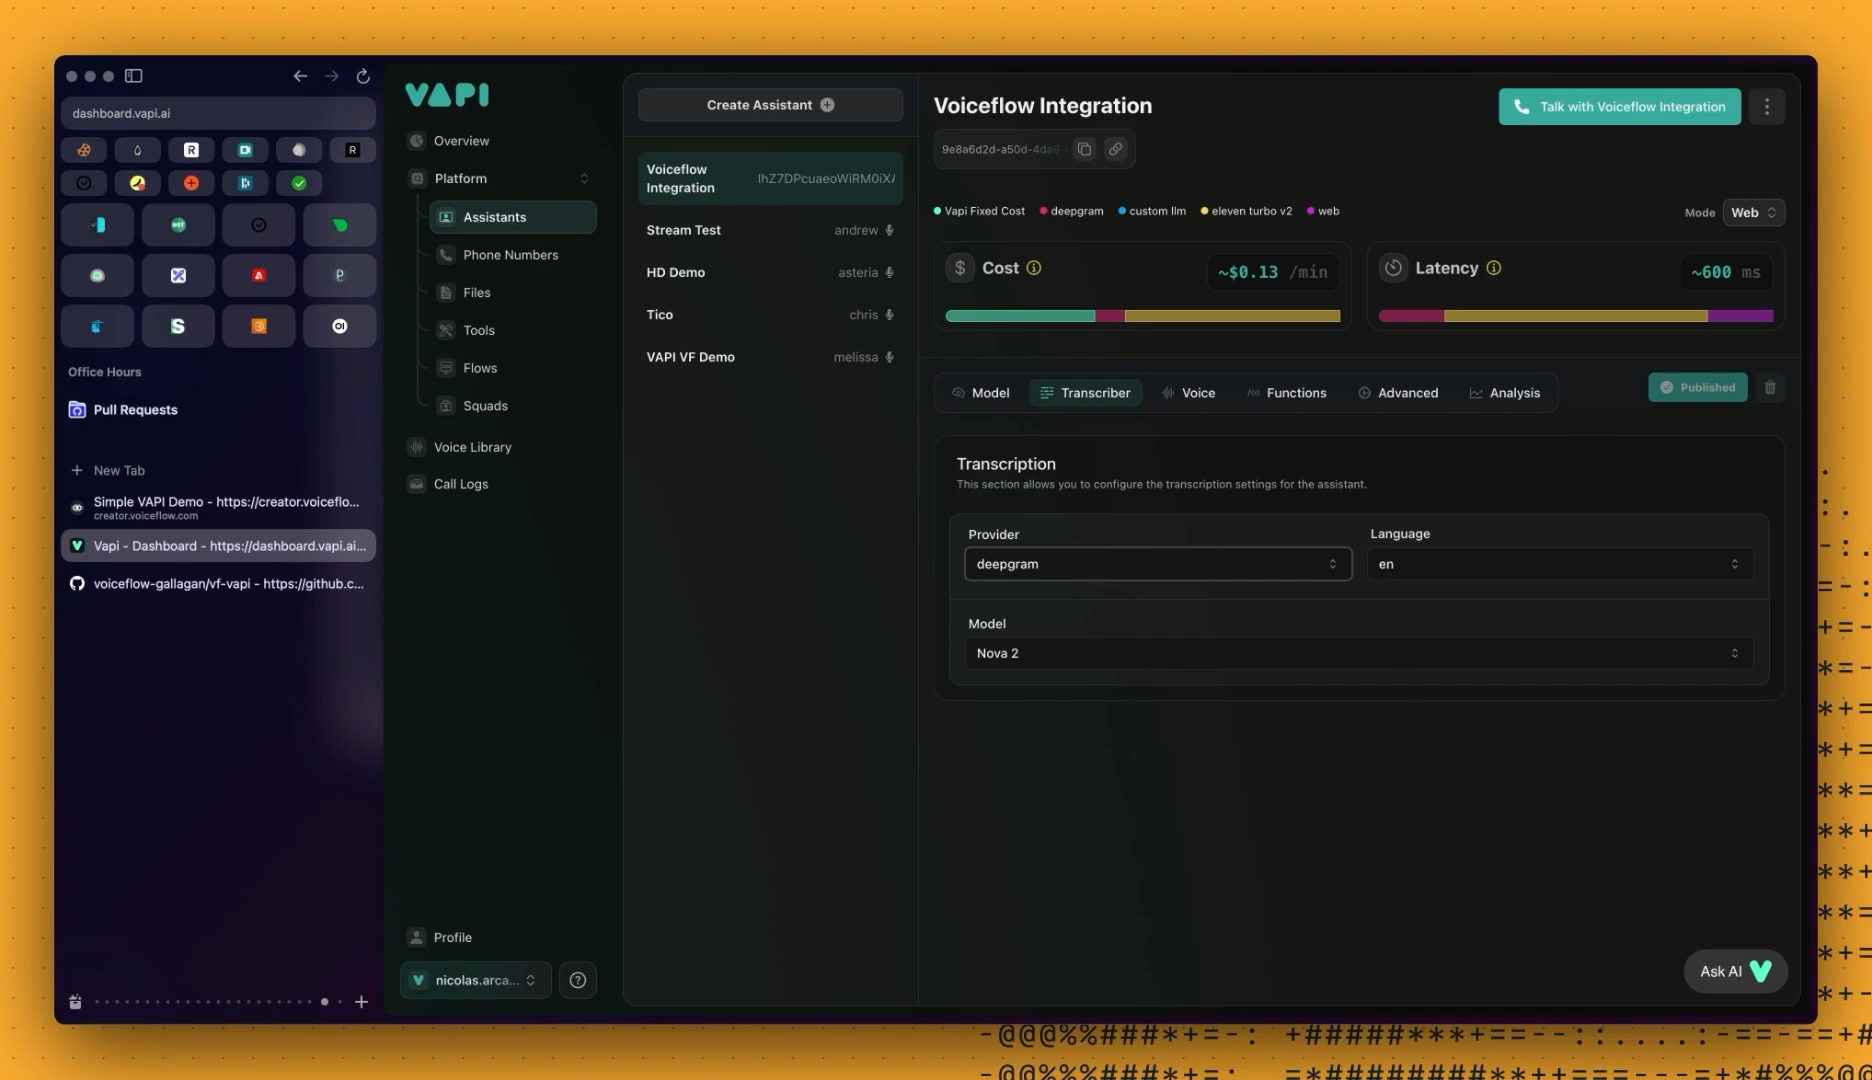 dashboard.vapi.ai
Office Hours
Pull Requests
New Tab
Simple VAPI Demo - https://creator.voiceflo...
creator.voiceflow.com
Vapi - Dashboard - https://dashboard.vapi.ai...
voiceflow-gallagan/vf-vapi - https://github.c...
VAPI
Overview
Platform
Assistants
Phone Numbers
Files
Tools
Flows
Squads
Voice Library
Call Logs
Profile
nicolas.arca...
Create Assistant
Voiceflow Integration lhZ7DPcuaeoWiRM0iX
Stream Test andrew
HD Demo asteria
Tico chris
VAPI VF Demo melissa
Voiceflow Integration
Talk with Voiceflow Integration
9e8a6d2d-a50d-4da9-
Vapi Fixed Cost deepgram custom llm eleven turbo v2 web
Mode Web
$ Cost ~$0.13 /min
Latency ~600 ms
Model Transcriber Voice Functions Advanced Analysis
Published
Transcription
This section allows you to configure the transcription settings for the assistant.
Provider
deepgram
Language
en
Model
Nova 2
Ask AI